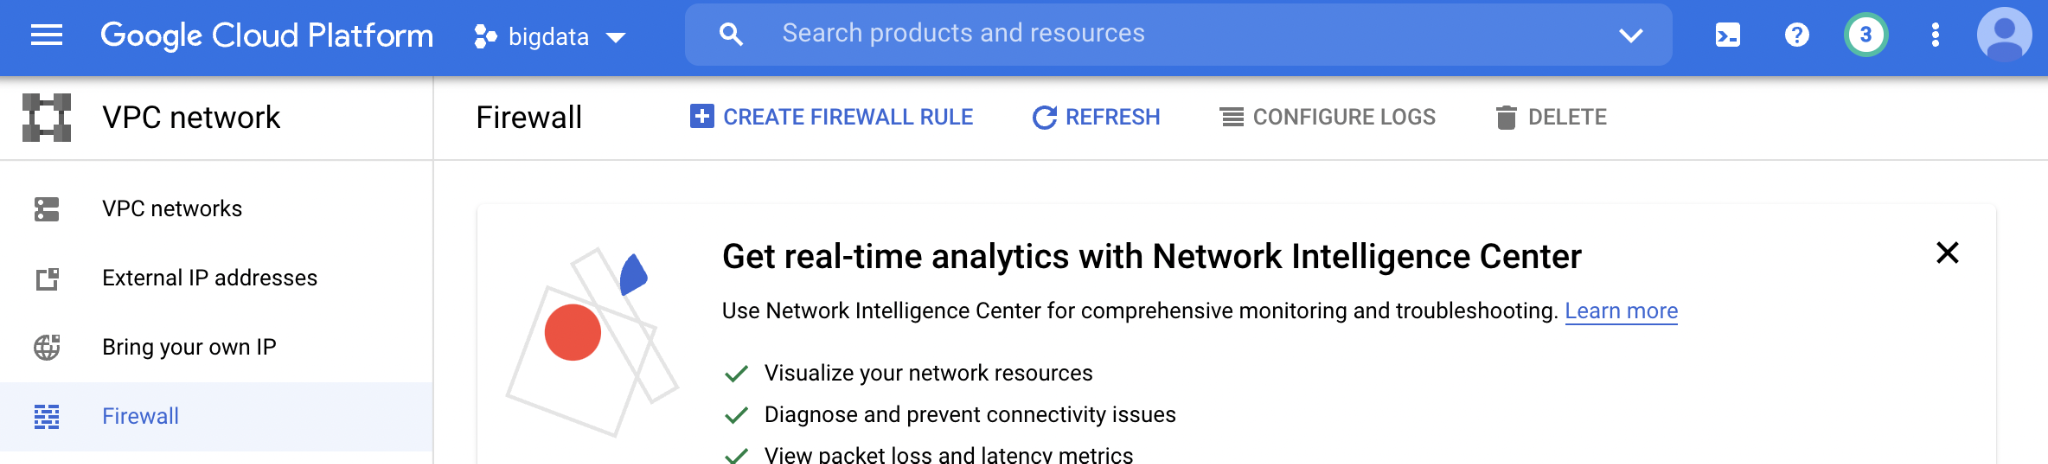 Google Cloud Platform
bigdata
Search products and resources
3
VPC network
Firewall
CREATE FIREWALL RULE
REFRESH
CONFIGURE LOGS
DELETE
VPC networks
External IP addresses
Bring your own IP
Firewall
Get real-time analytics with Network Intelligence Center
Use Network Intelligence Center for comprehensive monitoring and troubleshooting. Learn more
Visualize your network resources
Diagnose and prevent connectivity issues
View packet loss and latency metrics